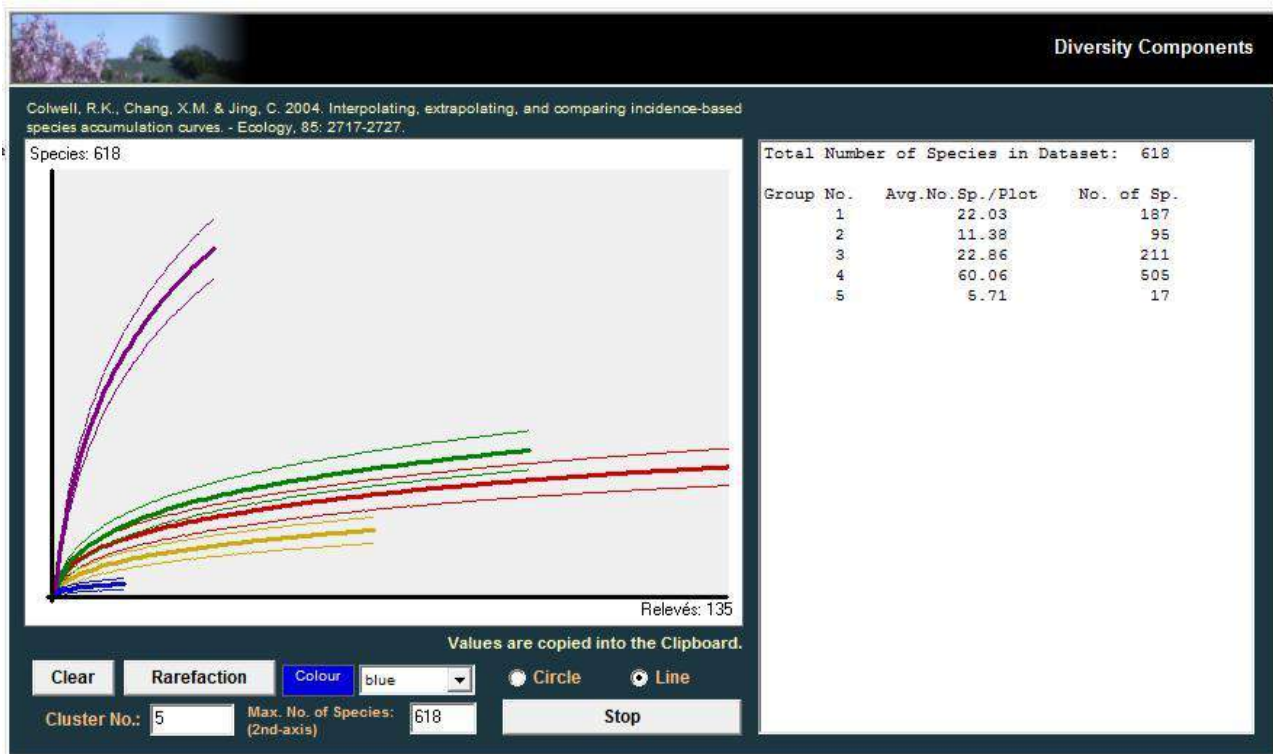 Diversity Components
Colwell, R.K., Chang, X.M. & Jing, C. 2004. Interpolating, extrapolating, and comparing incidence-based
species accumulation curves. - Ecology, 85: 2717-2727.
Species: 618
Relevés: 135
Total Number of Species in Dataset: 618
Group No. Avg.No.Sp./Plot No. of Sp.
1 22.03 187
2 11.38 95
3 22.86 211
4 60.06 505
5 5.71 17
Values are copied into the Clipboard.
Clear Rarefaction Colour blue Circle Line
Cluster No.: 5 Max. No. of Species: 618 Stop
(2nd-axis)